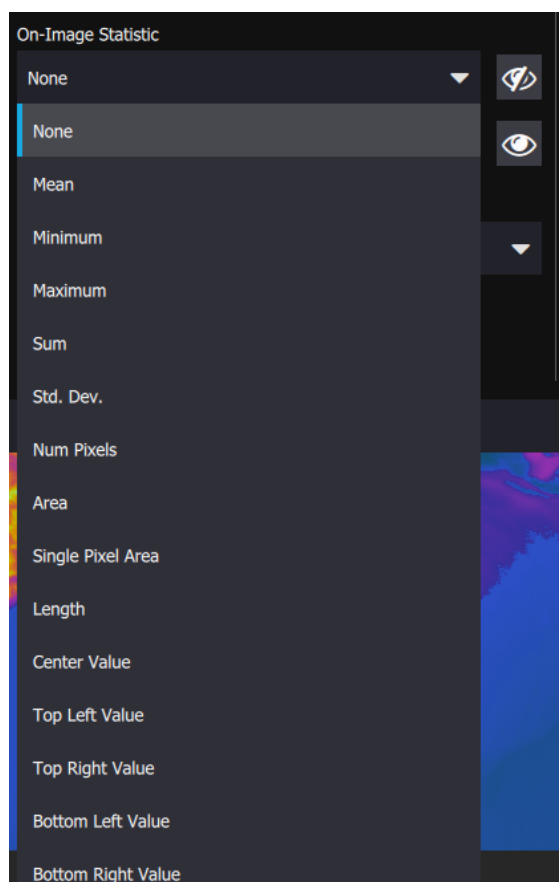 On-Image Statistic
None
None
Mean
Minimum
Maximum
Sum
Std. Dev.
Num Pixels
Area
Single Pixel Area
Length
Center Value
Top Left Value
Top Right Value
Bottom Left Value
Bottom Right Value